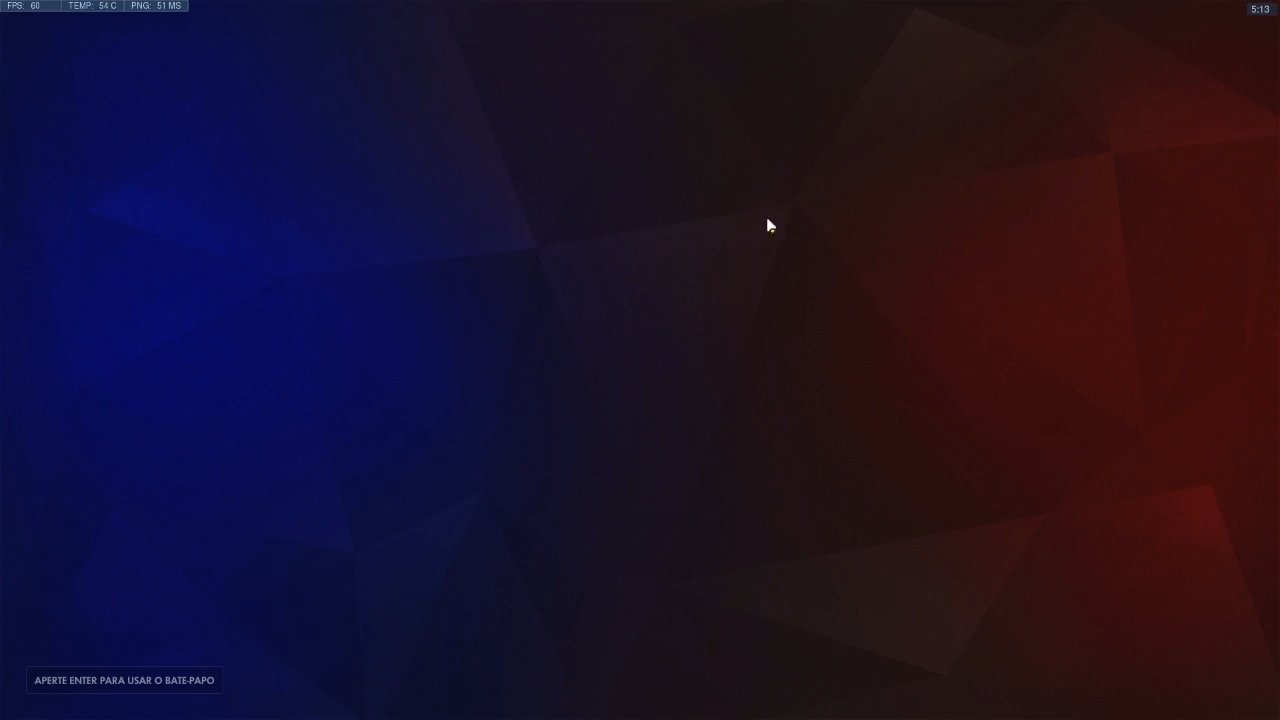 FPS: 60 TEMP: 54 C PNG: 51 MS
5:13
APERTE ENTER PARA USAR O BATE-PAPO